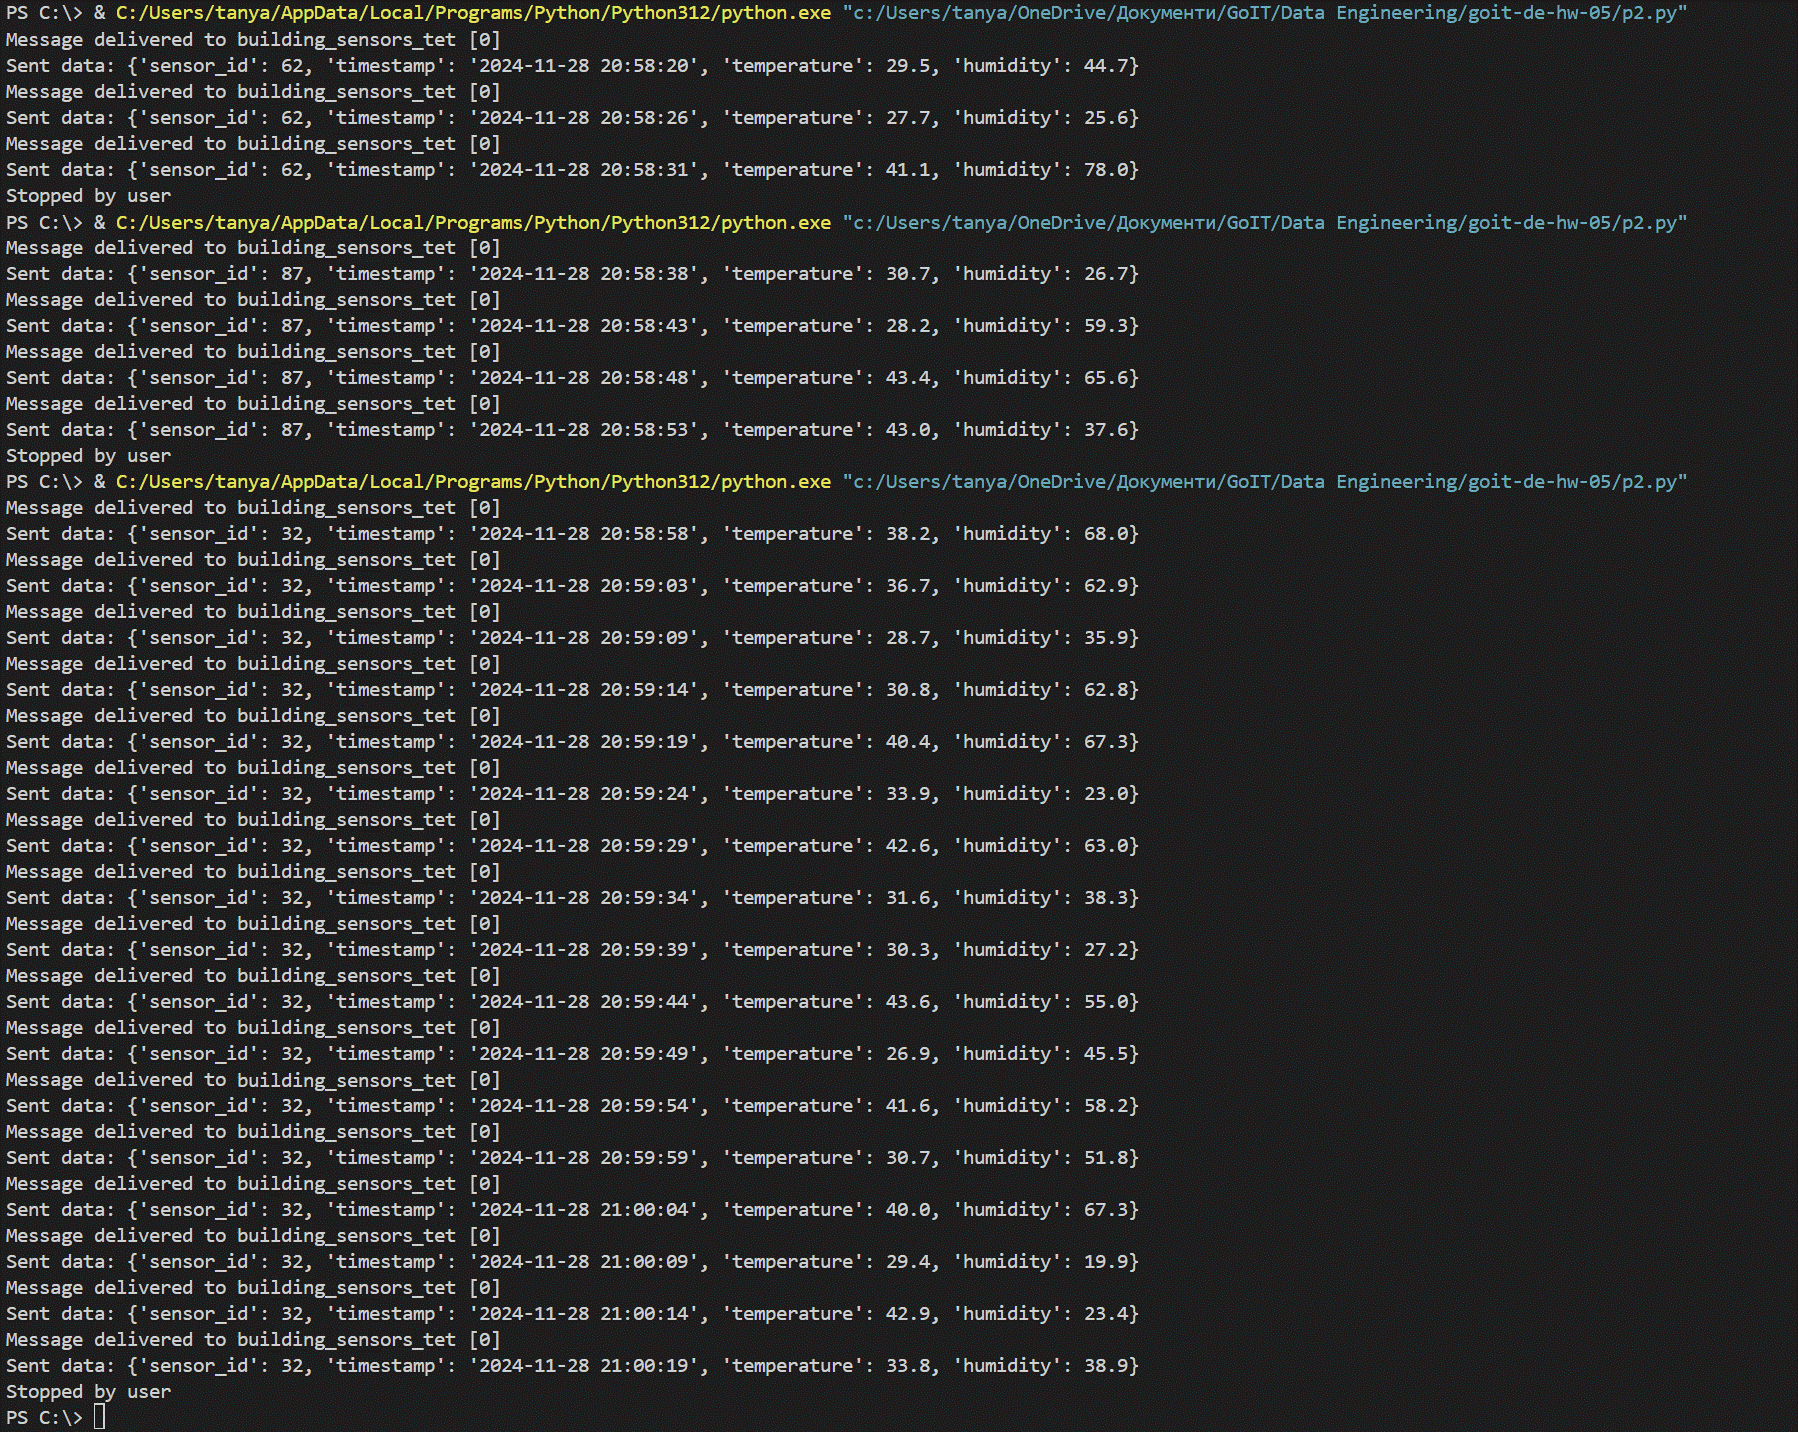 PS C:\> & C:/Users/tanya/AppData/Local/Programs/Python/Python312/python.exe "c:/Users/tanya/OneDrive/Документи/GoIT/Data Engineering/goit-de-hw-05/p2.py"
Message delivered to building_sensors_tet [0]
Sent data: {'sensor_id': 62, 'timestamp': '2024-11-28 20:58:20', 'temperature': 29.5, 'humidity': 44.7}
Message delivered to building_sensors_tet [0]
Sent data: {'sensor_id': 62, 'timestamp': '2024-11-28 20:58:26', 'temperature': 27.7, 'humidity': 25.6}
Message delivered to building_sensors_tet [0]
Sent data: {'sensor_id': 62, 'timestamp': '2024-11-28 20:58:31', 'temperature': 41.1, 'humidity': 78.0}
Stopped by user
PS C:\> & C:/Users/tanya/AppData/Local/Programs/Python/Python312/python.exe "c:/Users/tanya/OneDrive/Документи/GoIT/Data Engineering/goit-de-hw-05/p2.py"
Message delivered to building_sensors_tet [0]
Sent data: {'sensor_id': 87, 'timestamp': '2024-11-28 20:58:38', 'temperature': 30.7, 'humidity': 26.7}
Message delivered to building_sensors_tet [0]
Sent data: {'sensor_id': 87, 'timestamp': '2024-11-28 20:58:43', 'temperature': 28.2, 'humidity': 59.3}
Message delivered to building_sensors_tet [0]
Sent data: {'sensor_id': 87, 'timestamp': '2024-11-28 20:58:48', 'temperature': 43.4, 'humidity': 65.6}
Message delivered to building_sensors_tet [0]
Sent data: {'sensor_id': 87, 'timestamp': '2024-11-28 20:58:53', 'temperature': 43.0, 'humidity': 37.6}
Stopped by user
PS C:\> & C:/Users/tanya/AppData/Local/Programs/Python/Python312/python.exe "c:/Users/tanya/OneDrive/Документи/GoIT/Data Engineering/goit-de-hw-05/p2.py"
Message delivered to building_sensors_tet [0]
Sent data: {'sensor_id': 32, 'timestamp': '2024-11-28 20:58:58', 'temperature': 38.2, 'humidity': 68.0}
Message delivered to building_sensors_tet [0]
Sent data: {'sensor_id': 32, 'timestamp': '2024-11-28 20:59:03', 'temperature': 36.7, 'humidity': 62.9}
Message delivered to building_sensors_tet [0]
Sent data: {'sensor_id': 32, 'timestamp': '2024-11-28 20:59:09', 'temperature': 28.7, 'humidity': 35.9}
Message delivered to building_sensors_tet [0]
Sent data: {'sensor_id': 32, 'timestamp': '2024-11-28 20:59:14', 'temperature': 30.8, 'humidity': 62.8}
Message delivered to building_sensors_tet [0]
Sent data: {'sensor_id': 32, 'timestamp': '2024-11-28 20:59:19', 'temperature': 40.4, 'humidity': 67.3}
Message delivered to building_sensors_tet [0]
Sent data: {'sensor_id': 32, 'timestamp': '2024-11-28 20:59:24', 'temperature': 33.9, 'humidity': 23.0}
Message delivered to building_sensors_tet [0]
Sent data: {'sensor_id': 32, 'timestamp': '2024-11-28 20:59:29', 'temperature': 42.6, 'humidity': 63.0}
Message delivered to building_sensors_tet [0]
Sent data: {'sensor_id': 32, 'timestamp': '2024-11-28 20:59:34', 'temperature': 31.6, 'humidity': 38.3}
Message delivered to building_sensors_tet [0]
Sent data: {'sensor_id': 32, 'timestamp': '2024-11-28 20:59:39', 'temperature': 30.3, 'humidity': 27.2}
Message delivered to building_sensors_tet [0]
Sent data: {'sensor_id': 32, 'timestamp': '2024-11-28 20:59:44', 'temperature': 43.6, 'humidity': 55.0}
Message delivered to building_sensors_tet [0]
Sent data: {'sensor_id': 32, 'timestamp': '2024-11-28 20:59:49', 'temperature': 26.9, 'humidity': 45.5}
Message delivered to building_sensors_tet [0]
Sent data: {'sensor_id': 32, 'timestamp': '2024-11-28 20:59:54', 'temperature': 41.6, 'humidity': 58.2}
Message delivered to building_sensors_tet [0]
Sent data: {'sensor_id': 32, 'timestamp': '2024-11-28 20:59:59', 'temperature': 30.7, 'humidity': 51.8}
Message delivered to building_sensors_tet [0]
Sent data: {'sensor_id': 32, 'timestamp': '2024-11-28 21:00:04', 'temperature': 40.0, 'humidity': 67.3}
Message delivered to building_sensors_tet [0]
Sent data: {'sensor_id': 32, 'timestamp': '2024-11-28 21:00:09', 'temperature': 29.4, 'humidity': 19.9}
Message delivered to building_sensors_tet [0]
Sent data: {'sensor_id': 32, 'timestamp': '2024-11-28 21:00:14', 'temperature': 42.9, 'humidity': 23.4}
Message delivered to building_sensors_tet [0]
Sent data: {'sensor_id': 32, 'timestamp': '2024-11-28 21:00:19', 'temperature': 33.8, 'humidity': 38.9}
Stopped by user
PS C:\>